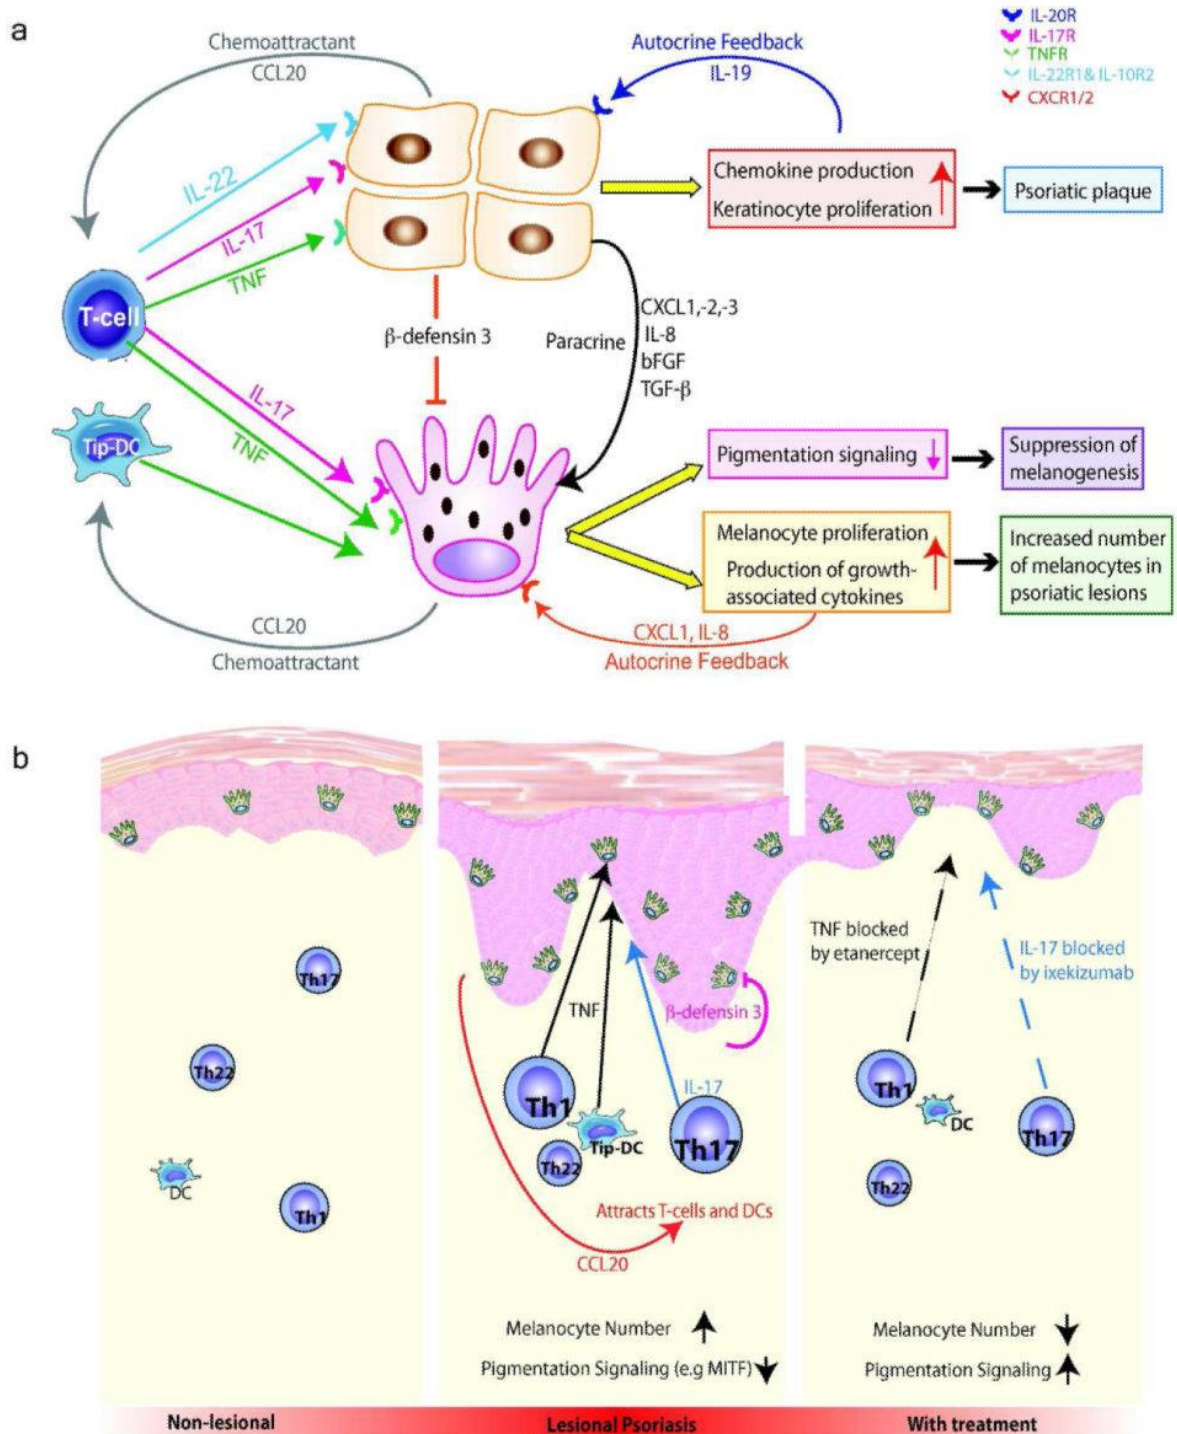 a
Chemoattractant
CCL20
Autocrine Feedback
IL-19
IL-20R
IL-17R
TNFR
IL-22R1& IL-10R2
CXCR1/2
IL-22
IL-17
TNF
Chemokine production
Keratinocyte proliferation
Psoriatic plaque
T-cell
β-defensin 3
Paracrine
CXCL1,-2,-3
IL-8
bFGF
TGF-β
IL-17
TNF
Tip-DC
Pigmentation signaling
Suppression of
melanogenesis
Melanocyte proliferation
Production of growth-
associated cytokines
Increased number
of melanocytes in
psoriatic lesions
CCL20
Chemoattractant
CXCL1, IL-8
Autocrine Feedback
b
Th17
Th22
DC
Th1
TNF
β-defensin 3
IL-17
Th1
Tip-DC
Th22
Th17
Attracts T-cells and DCs
CCL20
Melanocyte Number
Pigmentation Signaling (e.g MITF)
TNF blocked
by etanercept
IL-17 blocked
by ixekizumab
Th1
DC
Th17
Th22
Melanocyte Number
Pigmentation Signaling
Non-lesional
Lesional Psoriasis
With treatment